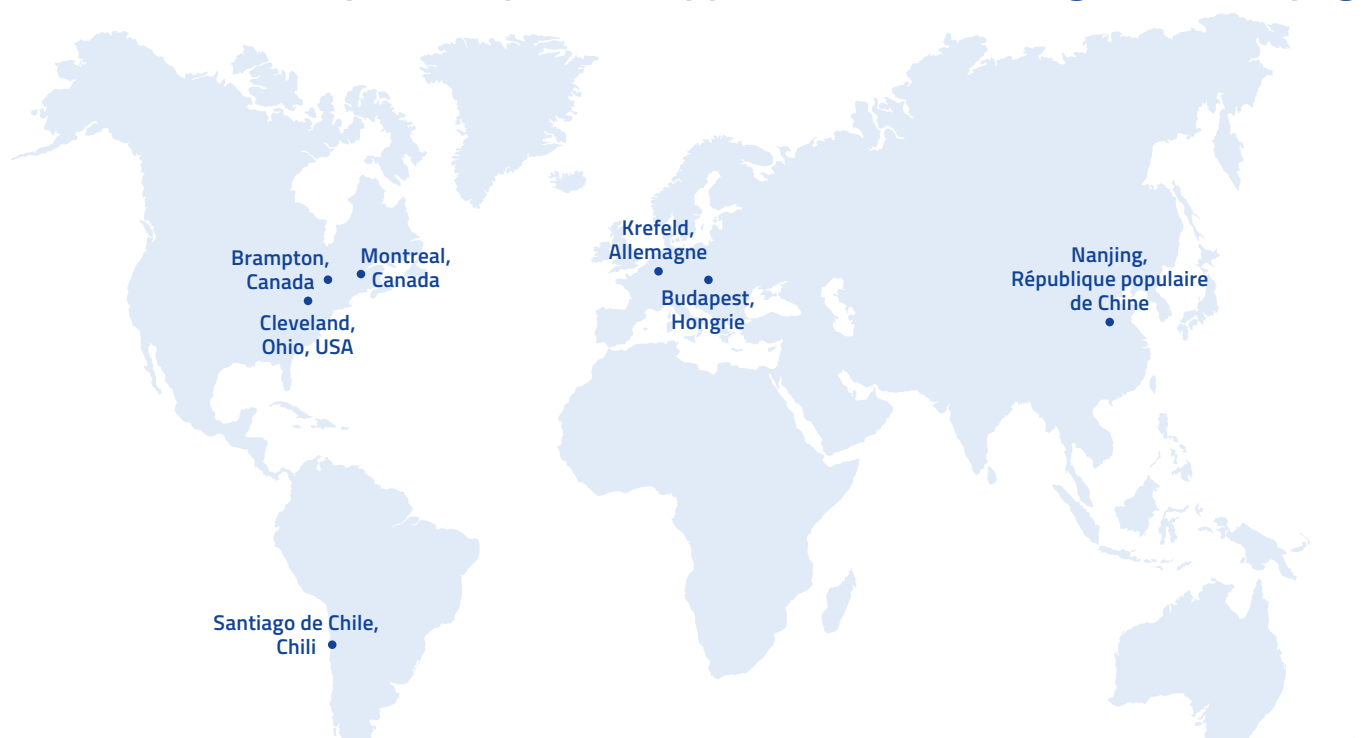 Brampton,
Canada
Montreal,
Canada
Cleveland,
Ohio, USA
Krefeld,
Allemagne
Budapest,
Hongrie
Nanjing,
République populaire
de Chine
Santiago de Chile,
Chili